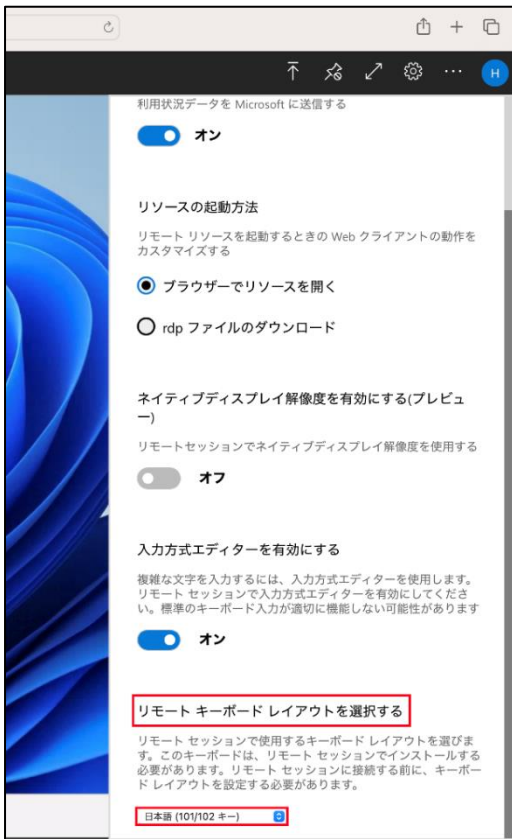 H
利用状況データを Microsoft に送信する
オン
リソースの起動方法
リモート リソースを起動するときの Web クライアントの動作を
カスタマイズする
ブラウザーでリソースを開く
rdp ファイルのダウンロード
ネイティブディスプレイ解像度を有効にする(プレビュ
ー)
リモートセッションでネイティブディスプレイ解像度を使用する
オフ
入力方式エディターを有効にする
複雑な文字を入力するには、入力方式エディターを使用します。
リモート セッションで入力方式エディターを有効にしてくださ
い。標準のキーボード入力が適切に機能しない可能性があります
オン
リモート キーボード レイアウトを選択する
リモート セッションで使用するキーボード レイアウトを選びま
す。このキーボードは、リモート セッションでインストールする
必要があります。リモート セッションに接続する前に、キーボー
ド レイアウトを設定する必要があります。
日本語 (101/102 キー)